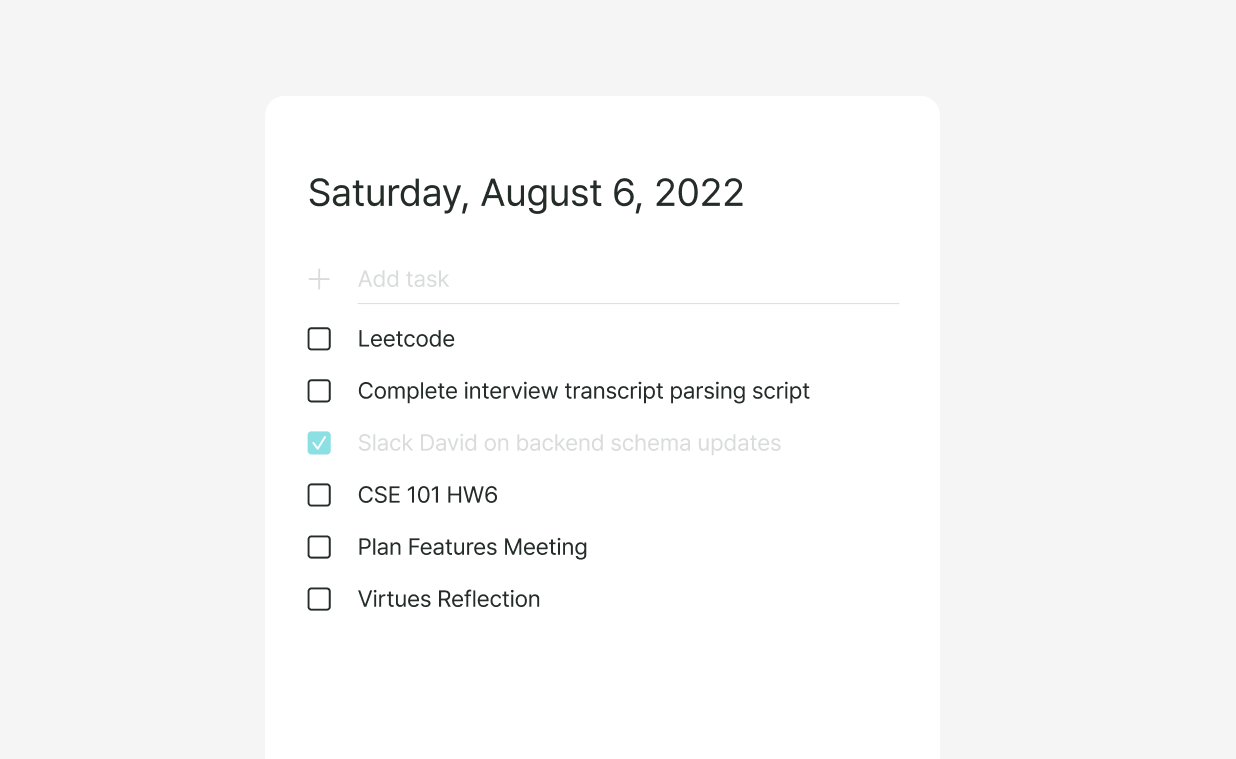 Saturday, August 6, 2022
Add task
Leetcode
Complete interview transcript parsing script
Slack David on backend schema updates
CSE 101 HW6
Plan Features Meeting
Virtues Reflection